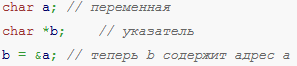 char a; // переменная
char *b; // указатель
b = &a; // теперь b содержит адрес a